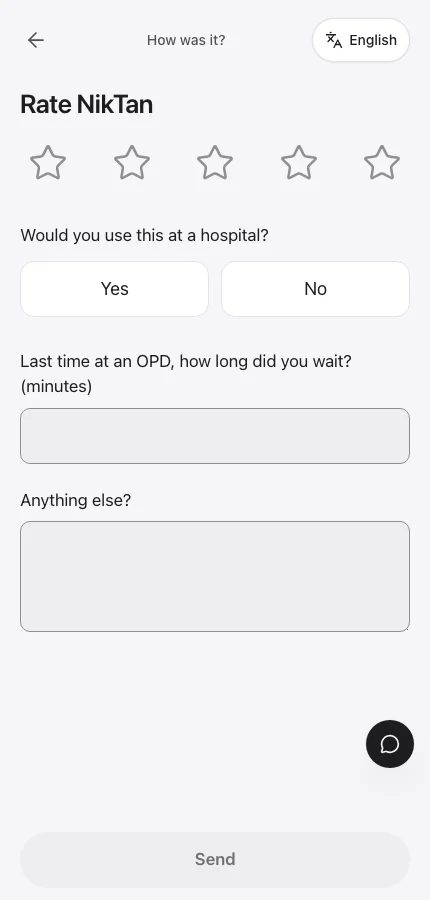 How was it?
English
Rate NikTan
Would you use this at a hospital?
Yes
No
Last time at an OPD, how long did you wait?
(minutes)
Anything else?
Send